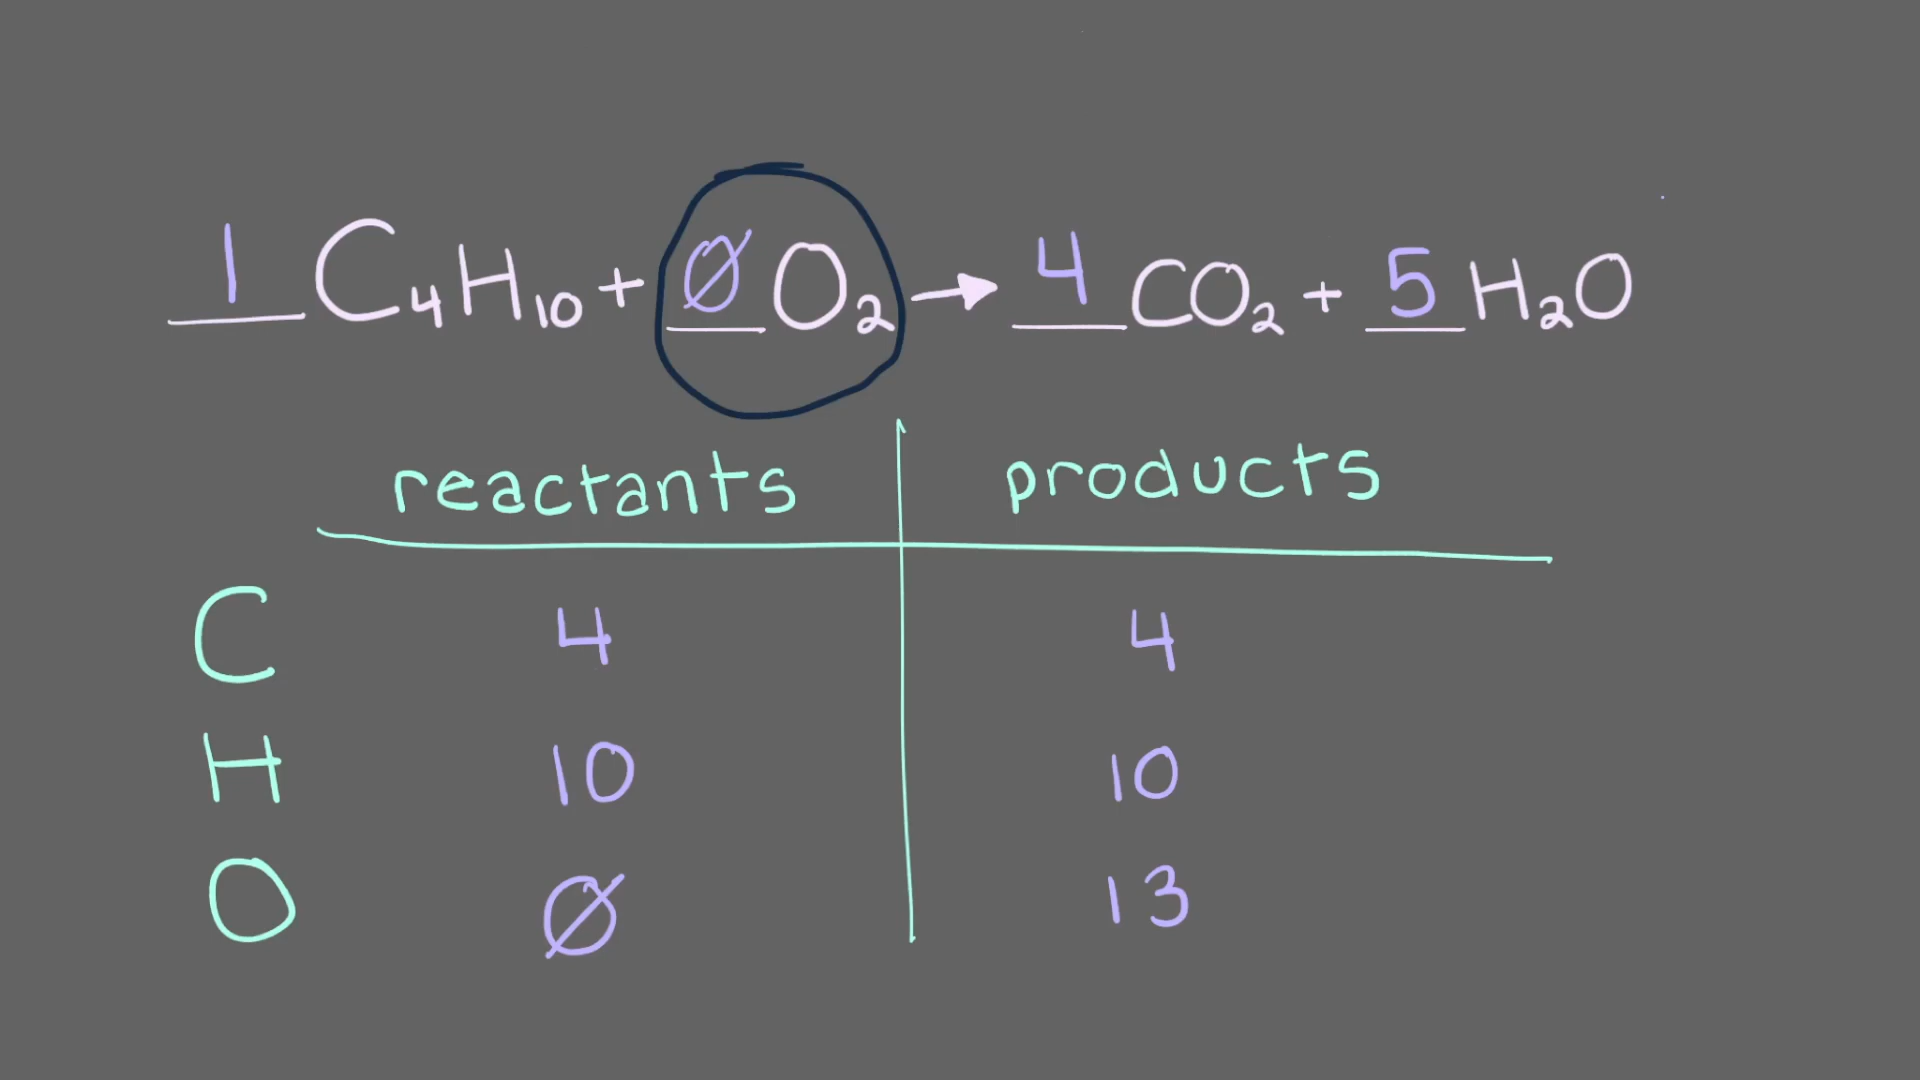 1 C₄H₁₀ + Ø O₂ → 4 CO₂ + 5 H₂O
reactants products
C 4 4
H 10 10
O Ø 13